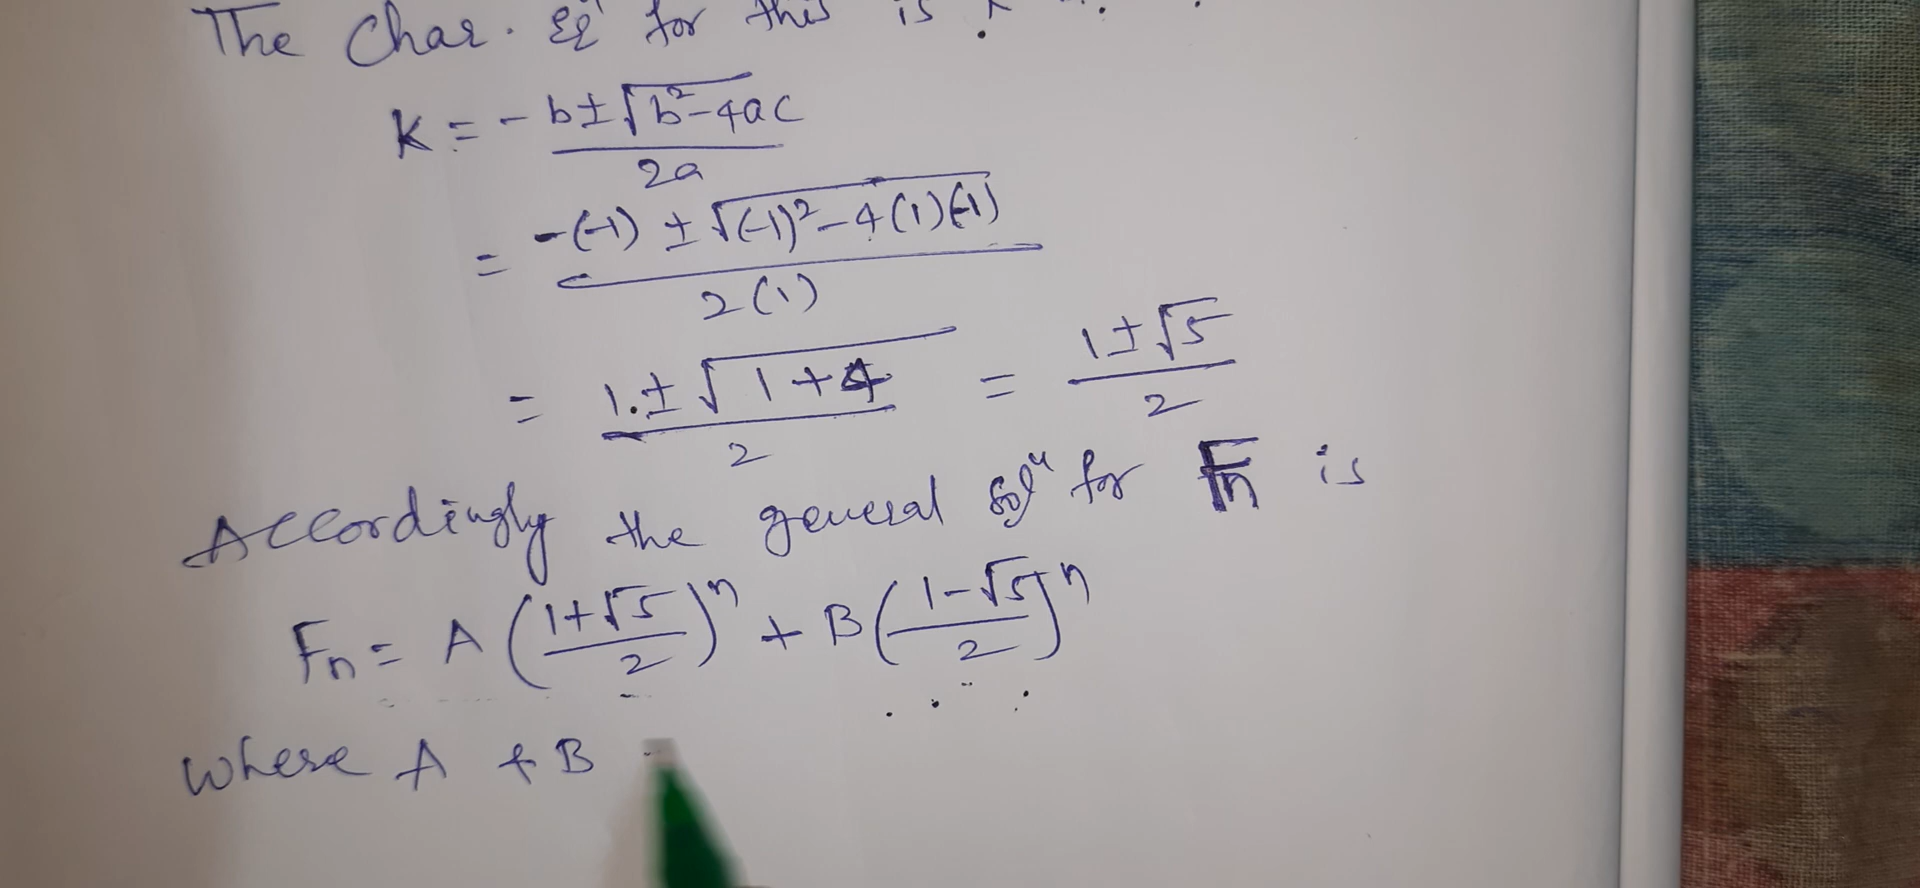 The Char. Eqn for this is
K = -b ± √b²-4ac / 2a
= -(-1) ± √(-1)²-4(1)(-1) / 2(1)
= 1 ± √1+4 / 2 = 1±√5 / 2
Accordingly the general solⁿ for Fn is
Fn = A (1+√5 / 2)ⁿ + B (1-√5 / 2)ⁿ
where A & B